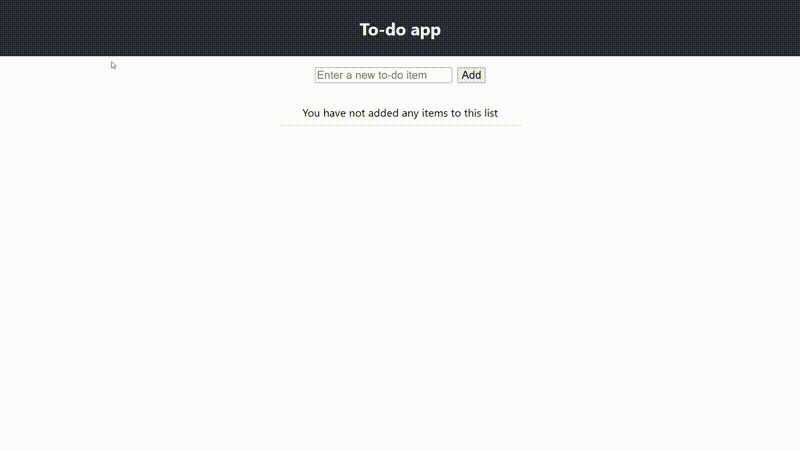 To-do app
Enter a new to-do item Add
You have not added any items to this list